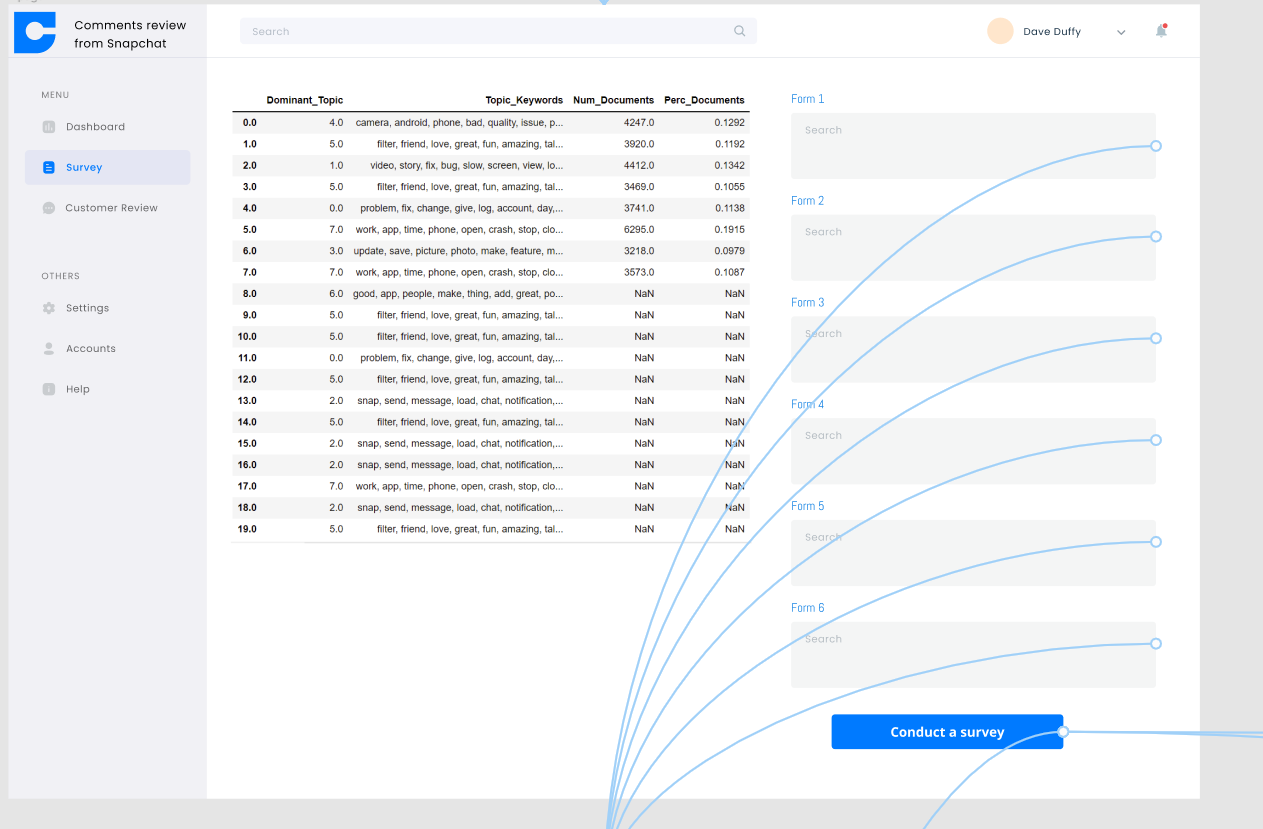 Comments review
from Snapchat
Search
Dave Duffy
MENU
Dashboard
Survey
Customer Review
OTHERS
Settings
Accounts
Help
Dominant_Topic Topic_Keywords Num_Documents Perc_Documents
0.0 4.0 camera, android, phone, bad, quality, issue, p... 4247.0 0.1292
1.0 5.0 filter, friend, love, great, fun, amazing, tal... 3920.0 0.1192
2.0 1.0 video, story, fix, bug, slow, screen, view, lo... 4412.0 0.1342
3.0 5.0 filter, friend, love, great, fun, amazing, tal... 3469.0 0.1055
4.0 0.0 problem, fix, change, give, log, account, day,... 3741.0 0.1138
5.0 7.0 work, app, time, phone, open, crash, stop, clo... 6295.0 0.1915
6.0 3.0 update, save, picture, photo, make, feature, m... 3218.0 0.0979
7.0 7.0 work, app, time, phone, open, crash, stop, clo... 3573.0 0.1087
8.0 6.0 good, app, people, make, thing, add, great, po... NaN NaN
9.0 5.0 filter, friend, love, great, fun, amazing, tal... NaN NaN
10.0 5.0 filter, friend, love, great, fun, amazing, tal... NaN NaN
11.0 0.0 problem, fix, change, give, log, account, day,... NaN NaN
12.0 5.0 filter, friend, love, great, fun, amazing, tal... NaN NaN
13.0 2.0 snap, send, message, load, chat, notification,... NaN NaN
14.0 5.0 filter, friend, love, great, fun, amazing, tal... NaN NaN
15.0 2.0 snap, send, message, load, chat, notification,... NaN NaN
16.0 2.0 snap, send, message, load, chat, notification,... NaN NaN
17.0 7.0 work, app, time, phone, open, crash, stop, clo... NaN NaN
18.0 2.0 snap, send, message, load, chat, notification,... NaN NaN
19.0 5.0 filter, friend, love, great, fun, amazing, tal... NaN NaN
Form 1
Search
Form 2
Search
Form 3
Search
Form 4
Search
Form 5
Search
Form 6
Search
Conduct a survey